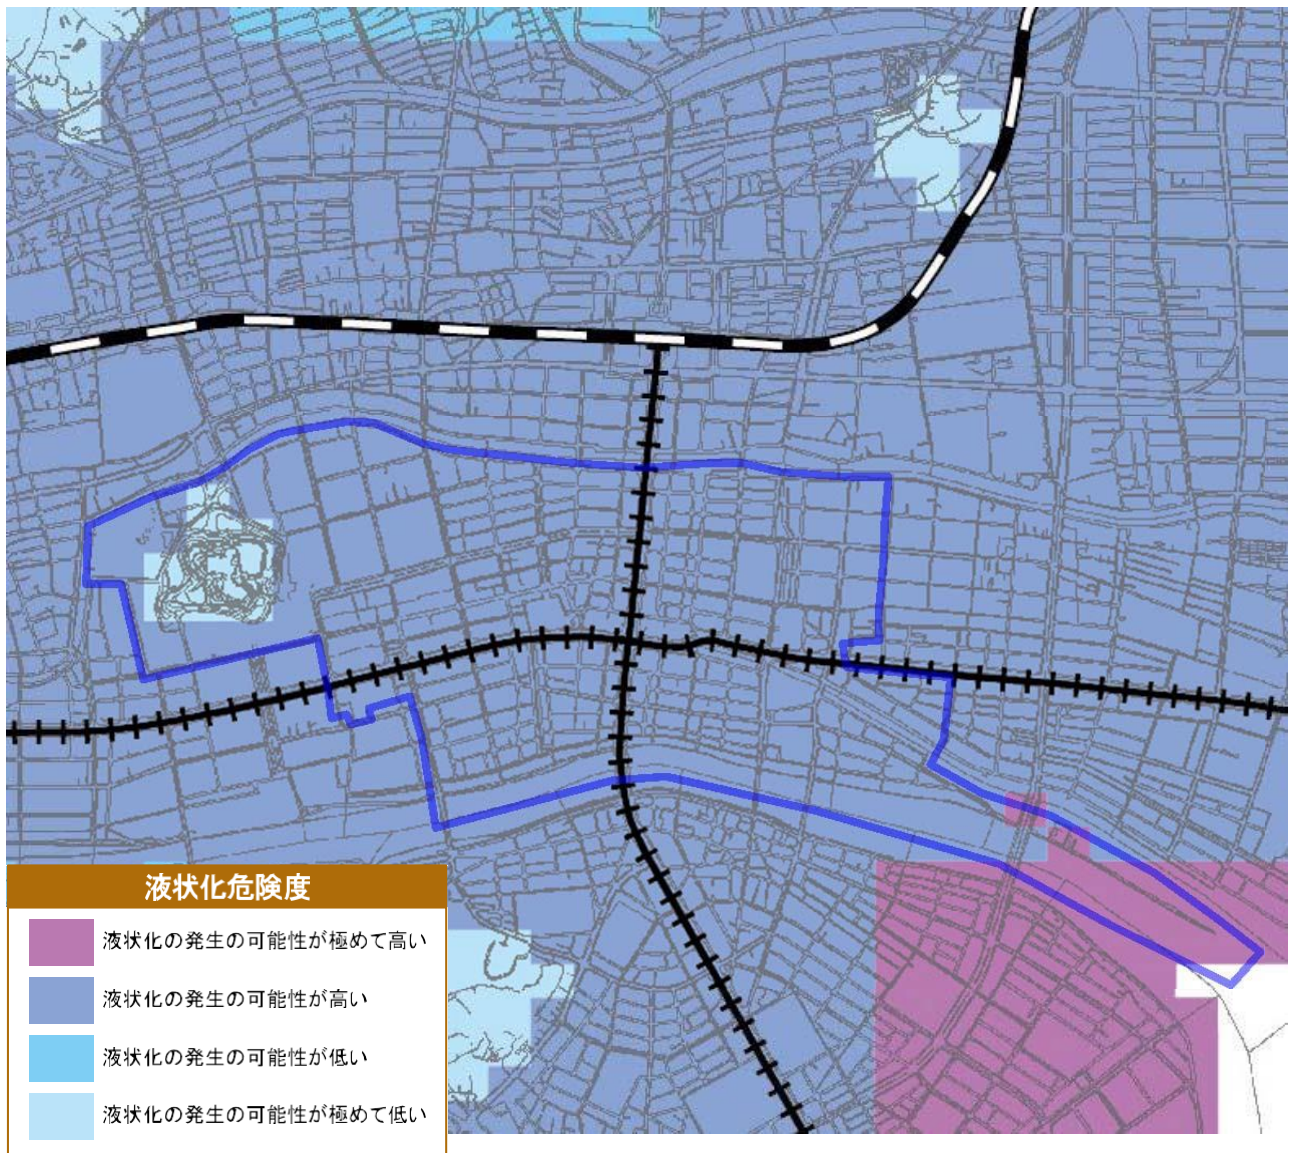 液状化危険度
液状化の発生の可能性が極めて高い
液状化の発生の可能性が高い
液状化の発生の可能性が低い
液状化の発生の可能性が極めて低い